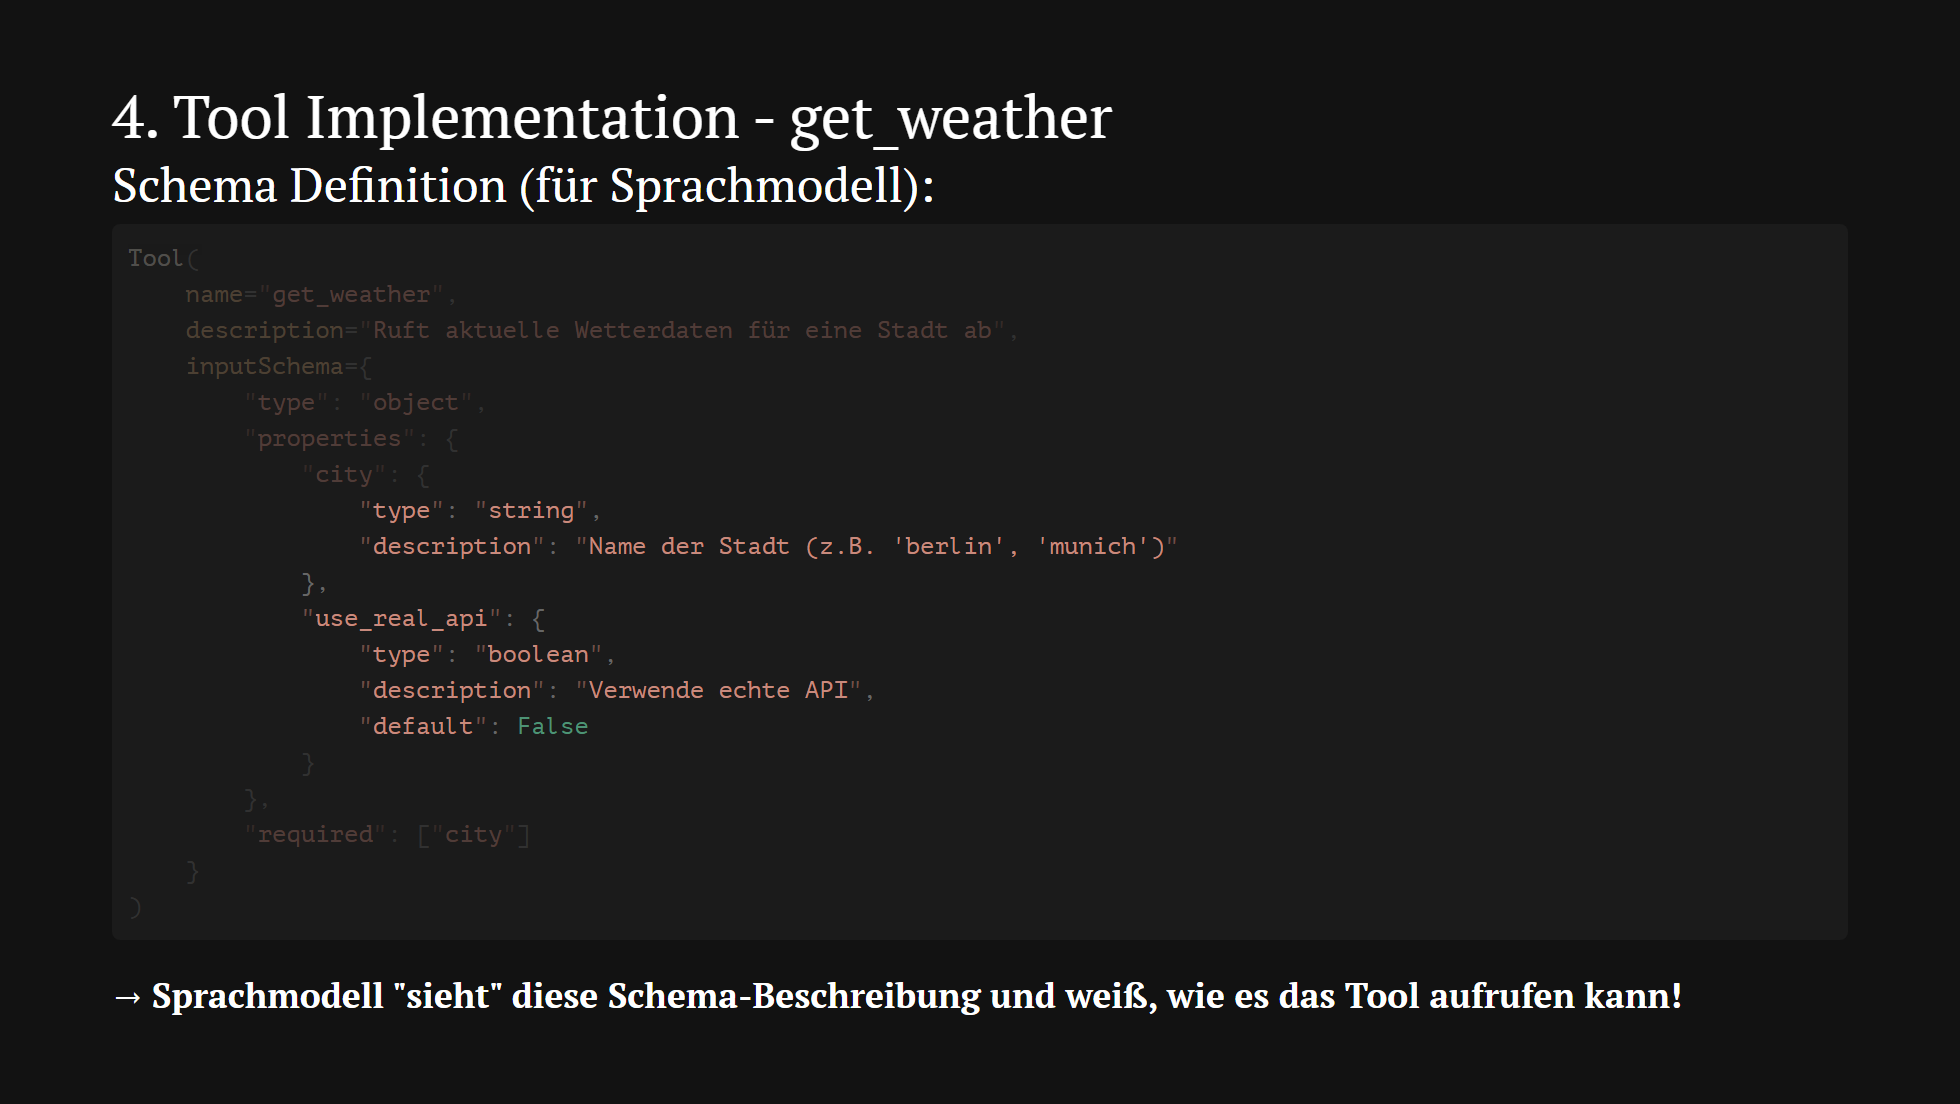 4. Tool Implementation - get_weather
Schema Definition (für Sprachmodell):
Tool(
    name="get_weather",
    description="Ruft aktuelle Wetterdaten für eine Stadt ab",
    inputSchema={
        "type": "object",
        "properties": {
            "city": {
                "type": "string",
                "description": "Name der Stadt (z.B. 'berlin', 'munich')"
            },
            "use_real_api": {
                "type": "boolean",
                "description": "Verwende echte API",
                "default": False
            }
        },
        "required": ["city"]
    }
)
→ Sprachmodell "sieht" diese Schema-Beschreibung und weiß, wie es das Tool aufrufen kann!